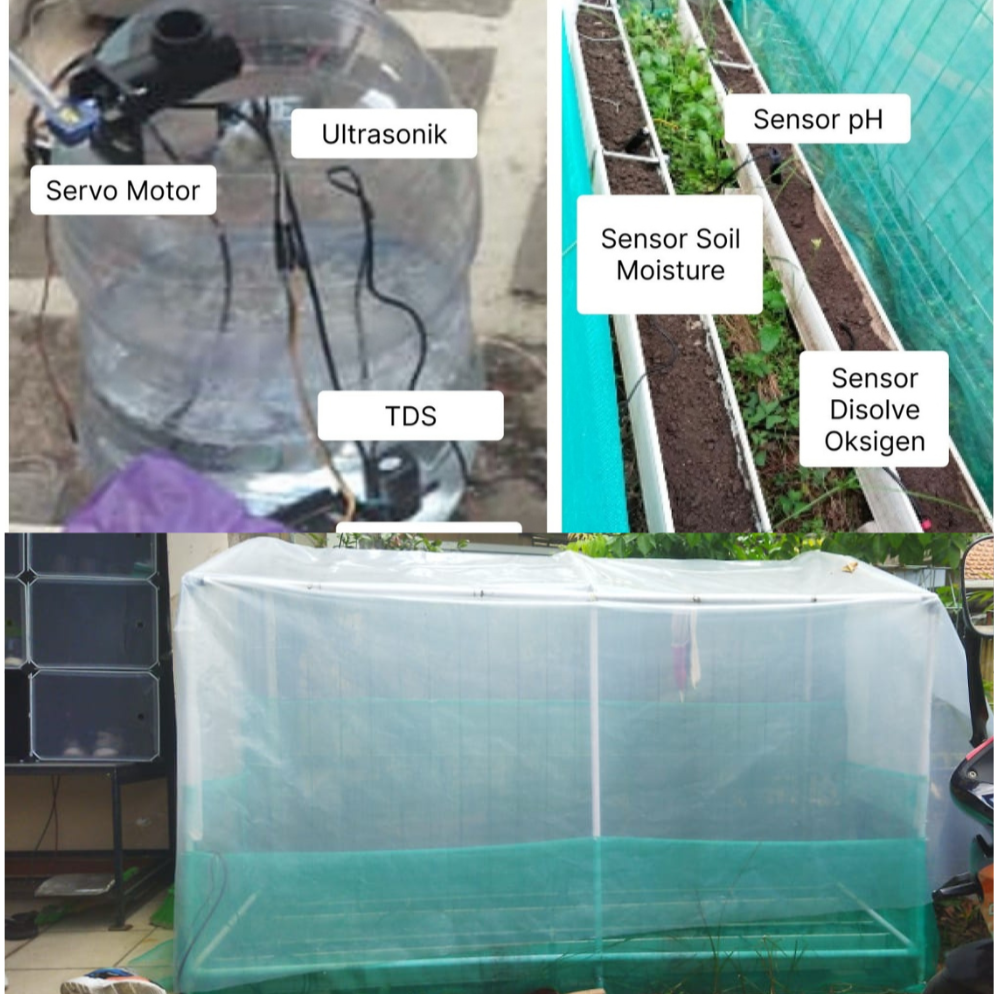 Ultrasonik
Servo Motor
TDS
Sensor pH
Sensor Soil
Moisture
Sensor
Disolve
Oksigen